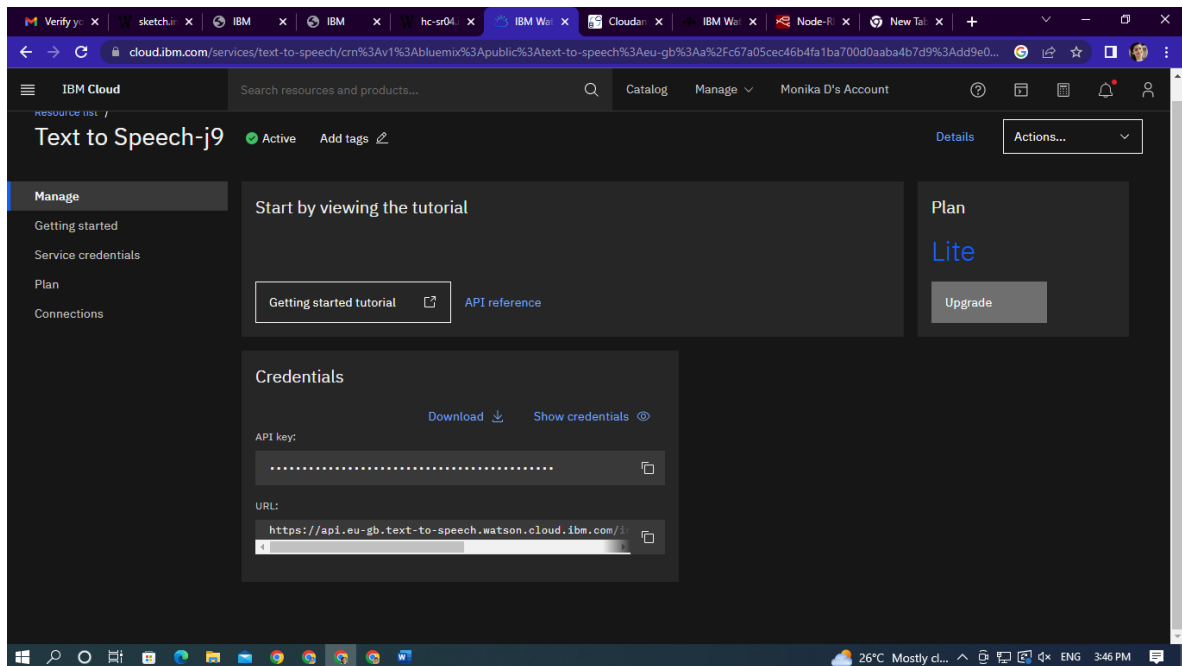 Verify yo
sketch.in
IBM
IBM
hc-sr04.
IBM Wat
Cloudan
IBM Wat
Node-RE
New Tab
cloud.ibm.com/services/text-to-speech/crn%3Av1%3Abluemix%3Apublic%3Atext-to-speech%3Aeu-gb%3Aa%2Fc67a05cec46b4fa1ba700d0aaba4b7d9%3Add9e0...
IBM Cloud
Search resources and products...
Catalog
Manage
Monika D's Account
Resource list /
Text to Speech-j9
Active
Add tags
Details
Actions...
Manage
Getting started
Service credentials
Plan
Connections
Start by viewing the tutorial
Getting started tutorial
API reference
Plan
Lite
Upgrade
Credentials
Download
Show credentials
API key:
URL:
https://api.eu-gb.text-to-speech.watson.cloud.ibm.com/i
26°C Mostly cl...
ENG
3:46 PM